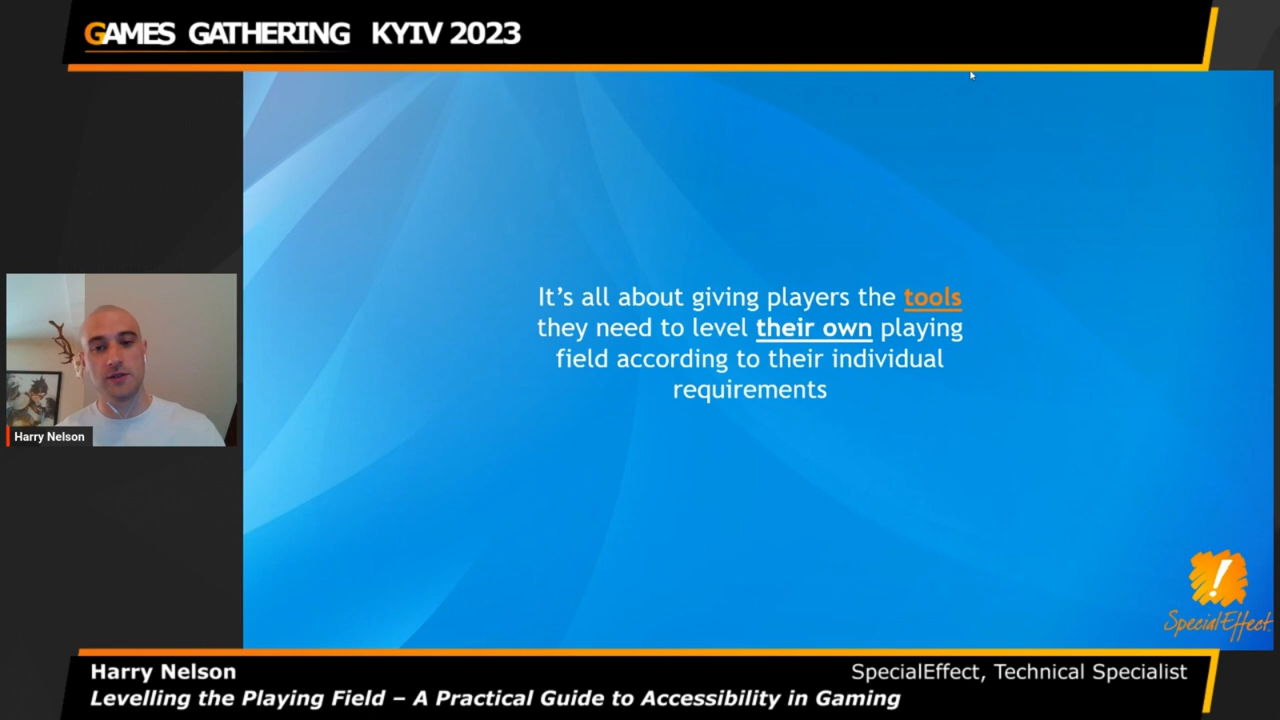 GAMES GATHERING KYIV 2023
It's all about giving players the tools
they need to level their own playing
field according to their individual
requirements
Harry Nelson
!
SpecialEffect
Harry Nelson
SpecialEffect, Technical Specialist
Levelling the Playing Field – A Practical Guide to Accessibility in Gaming